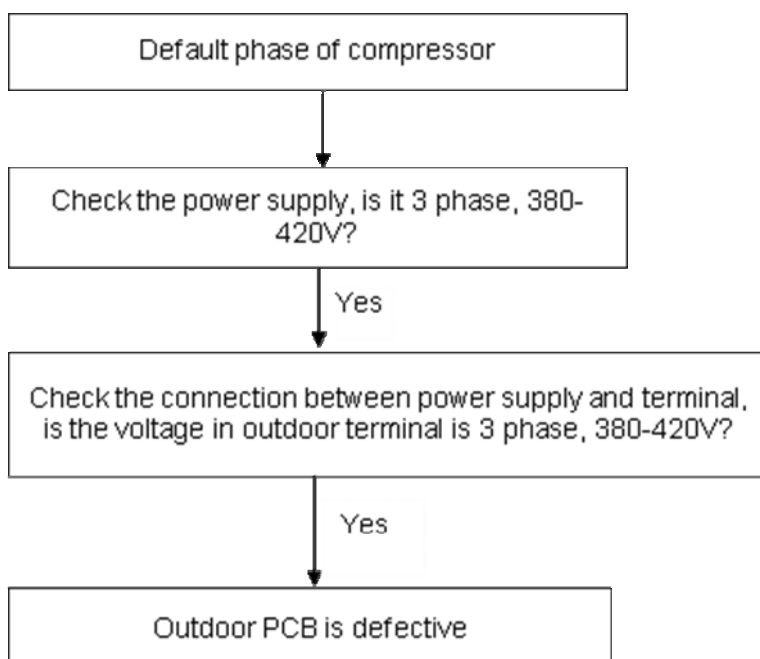 Default phase of compressor
Check the power supply, is it 3 phase, 380-
420V?
Yes
Check the connection between power supply and terminal,
is the voltage in outdoor terminal is 3 phase, 380-420V?
Yes
Outdoor PCB is defective